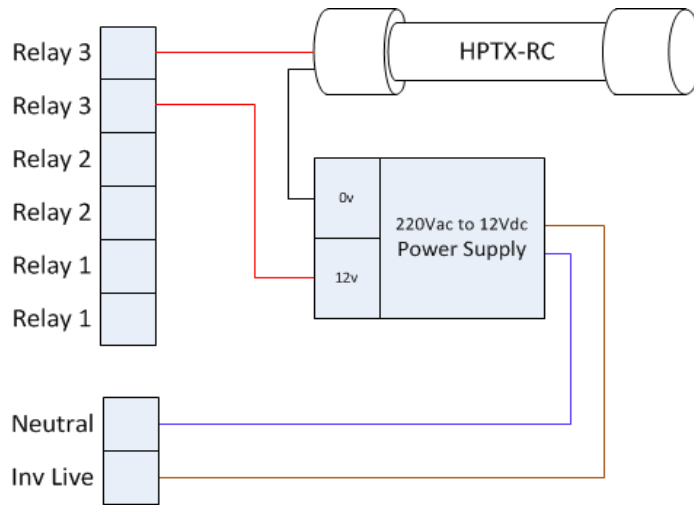 Relay 3
HPTX-RC
Relay 3
Relay 2
Relay 2
Relay 1
Relay 1
0v
12v
220Vac to 12Vdc
Power Supply
Neutral
Inv Live